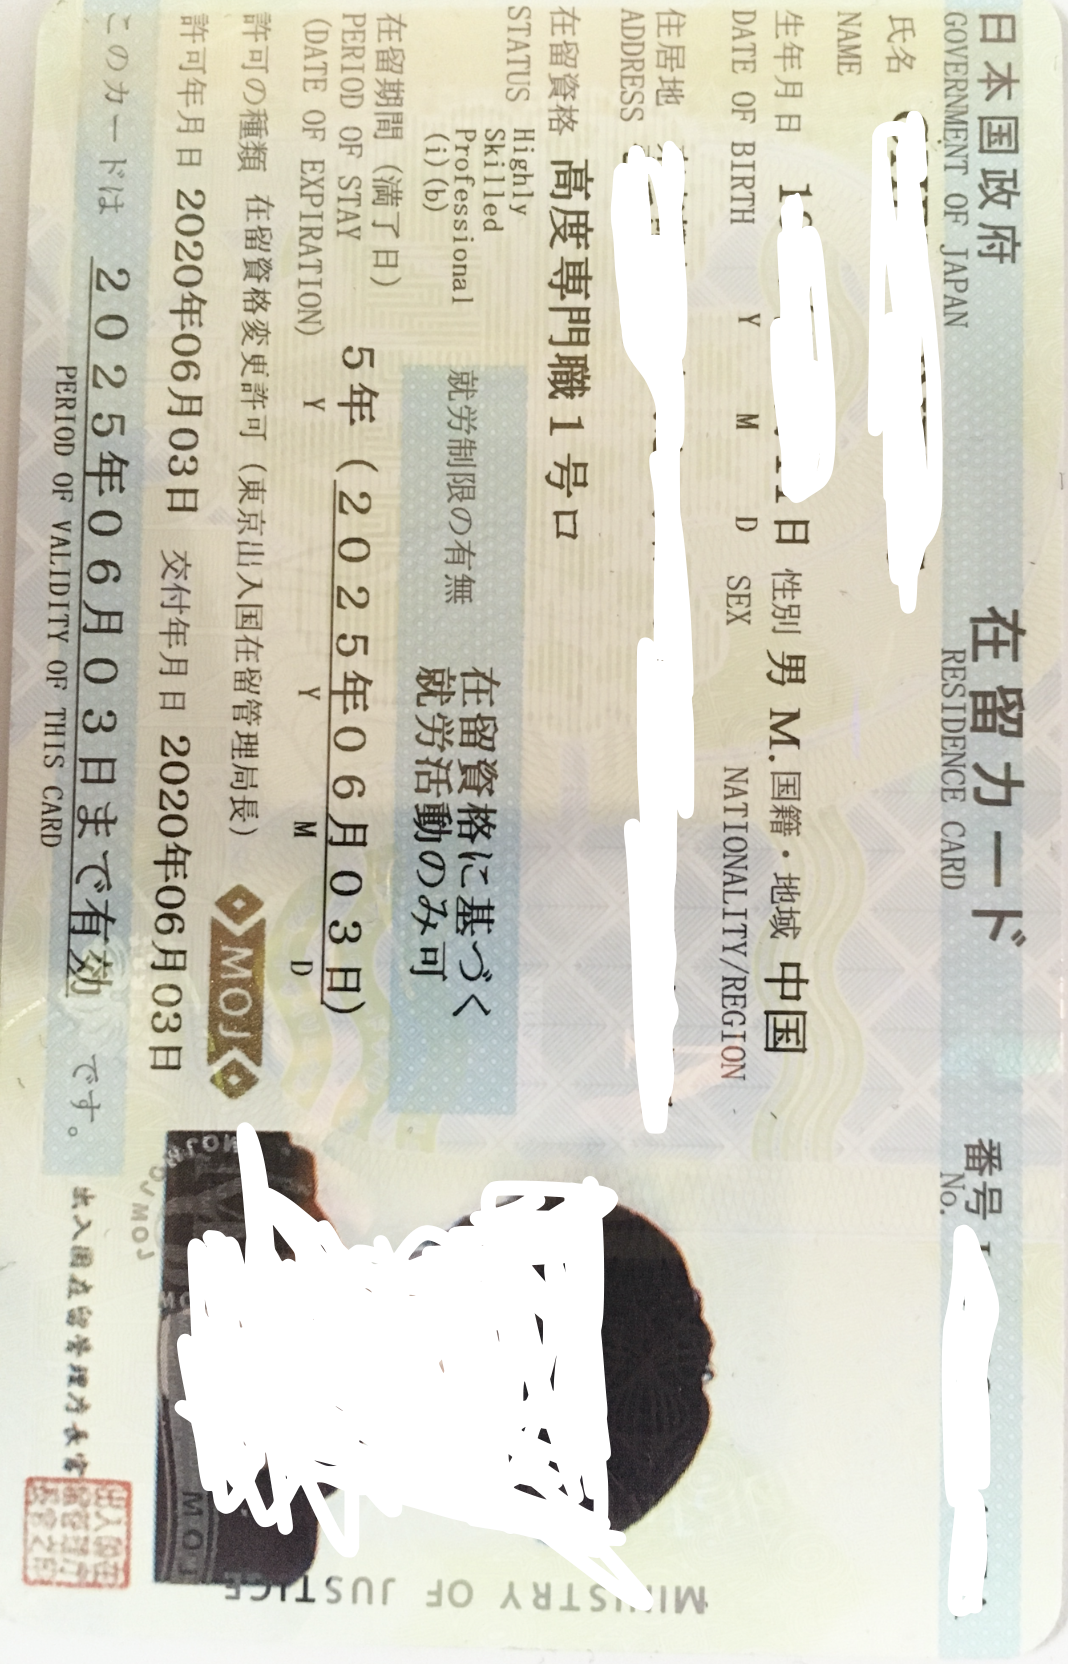 日本国政府 在留カード 番号
GOVERNMENT OF JAPAN RESIDENCE CARD No.
氏名
NAME
生年月日 日 性別 男 M. 国籍・地域 中国
DATE OF BIRTH Y M D SEX NATIONALITY/REGION
住居地
ADDRESS
在留資格 高度専門職1号ロ
STATUS Highly
Skilled
Professional
(i)(b)
就労制限の有無 在留資格に基づく
就労活動のみ可
在留期間(満了日) 5年(2025年06月03日)
PERIOD OF STAY
(DATE OF EXPIRATION) Y Y M D
許可の種類 在留資格変更許可(東京出入国在留管理局長)
許可年月日 2020年06月03日 交付年月日 2020年06月03日
このカードは 2025年06月03日まで有効 です。
PERIOD OF VALIDITY OF THIS CARD
MOJ
出入国在留管理庁長官
MOJ
MOJ
MOJ
MINISTRY OF JUSTICE